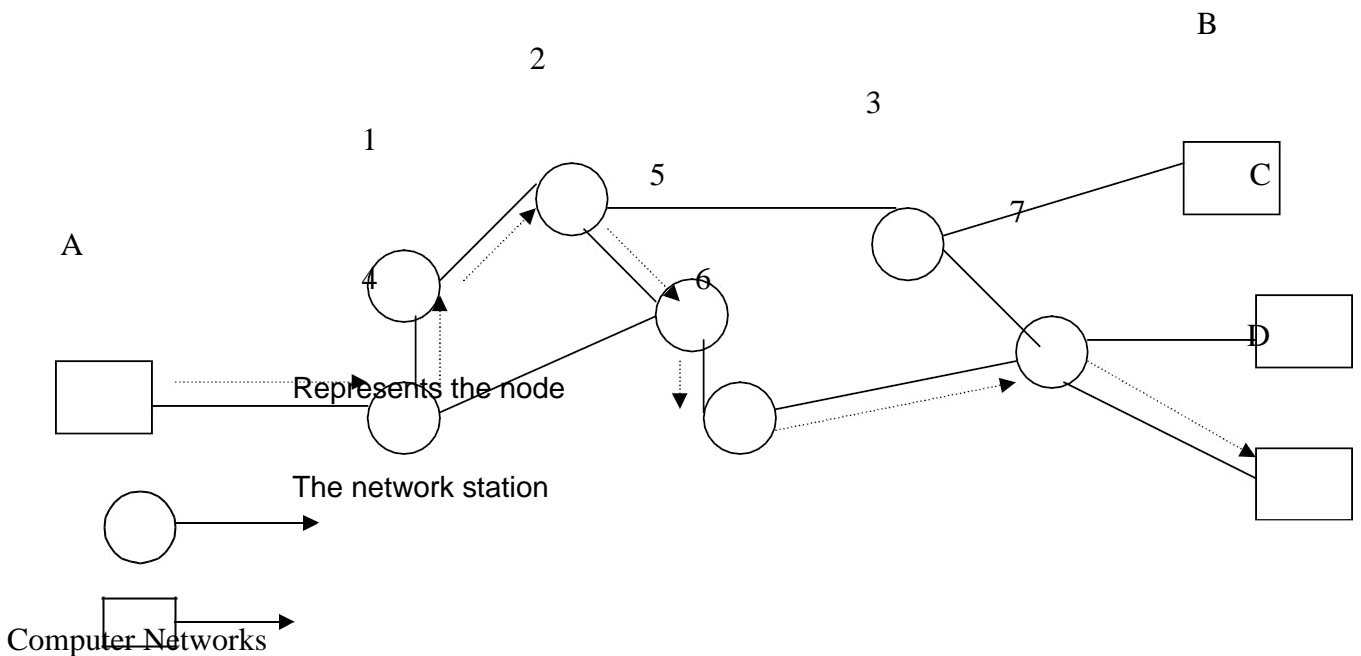 B
2
3
1
5
C
7
A
4
6
D
Represents the node
The network station
Computer Networks